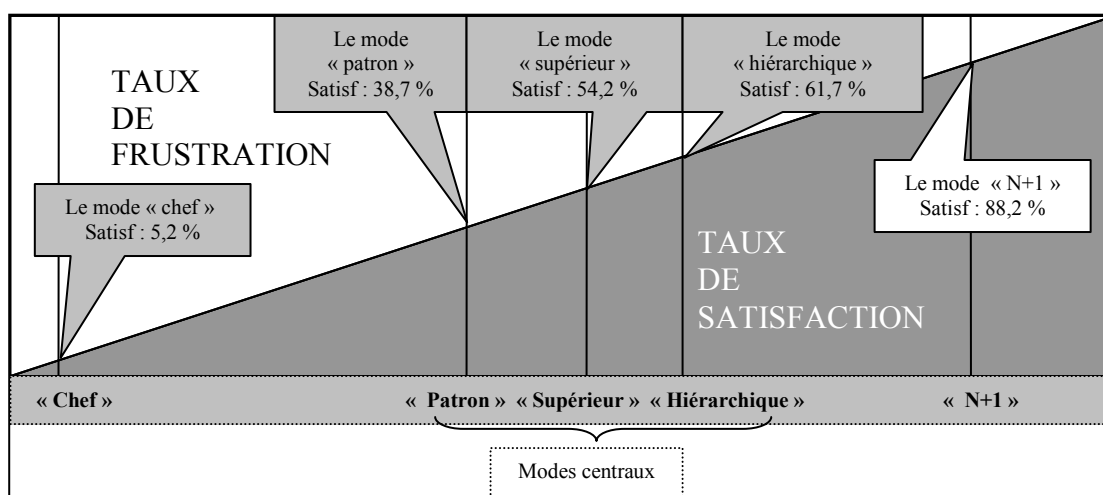 TAUX
DE
FRUSTRATION
Le mode
« patron »
Satisf : 38,7 %
Le mode
« supérieur »
Satisf : 54,2 %
Le mode
« hiérarchique »
Satisf : 61,7 %
Le mode « chef »
Satisf : 5,2 %
Le mode « N+1 »
Satisf : 88,2 %
TAUX
DE
SATISFACTION
« Chef » « Patron » « Supérieur » « Hiérarchique » « N+1 »
Modes centraux